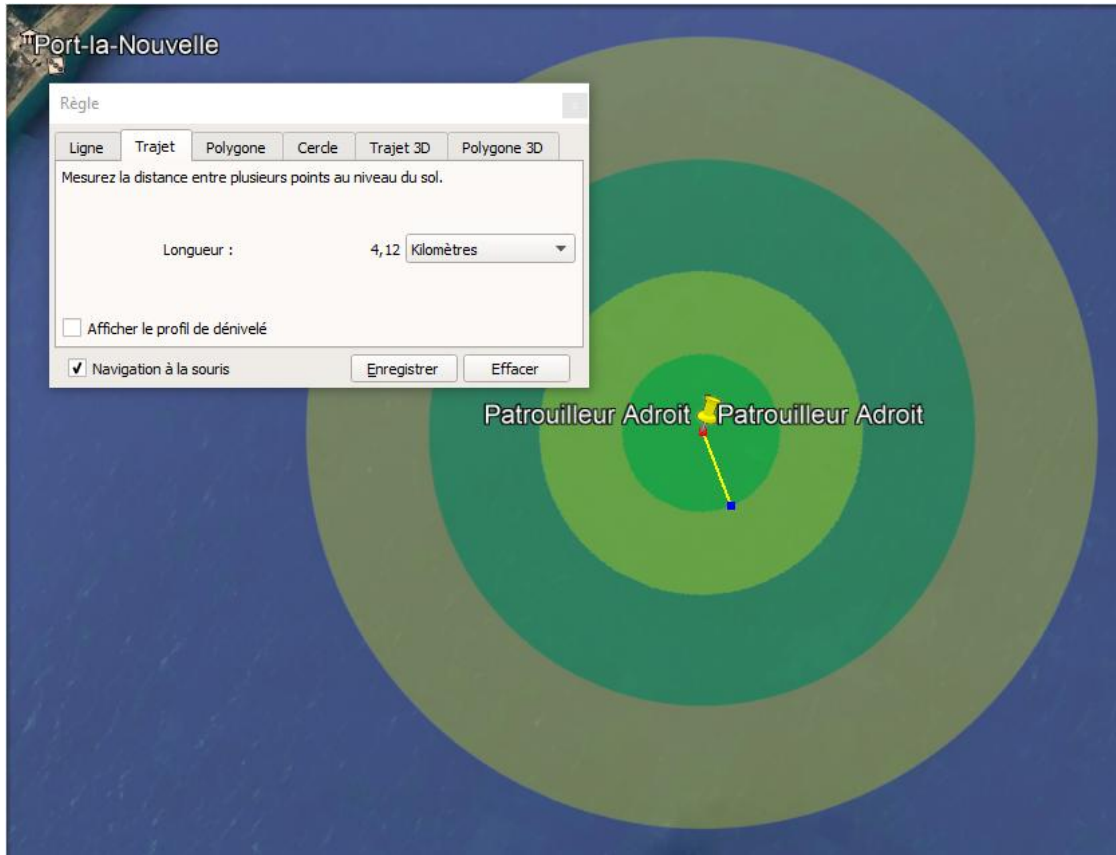 Port-la-Nouvelle
Règle
Ligne Trajet Polygone Cercle Trajet 3D Polygone 3D
Mesurez la distance entre plusieurs points au niveau du sol.
Longueur : 4,12 Kilomètres
Afficher le profil de dénivelé
Navigation à la souris Enregistrer Effacer
Patrouilleur Adroit Patrouilleur Adroit